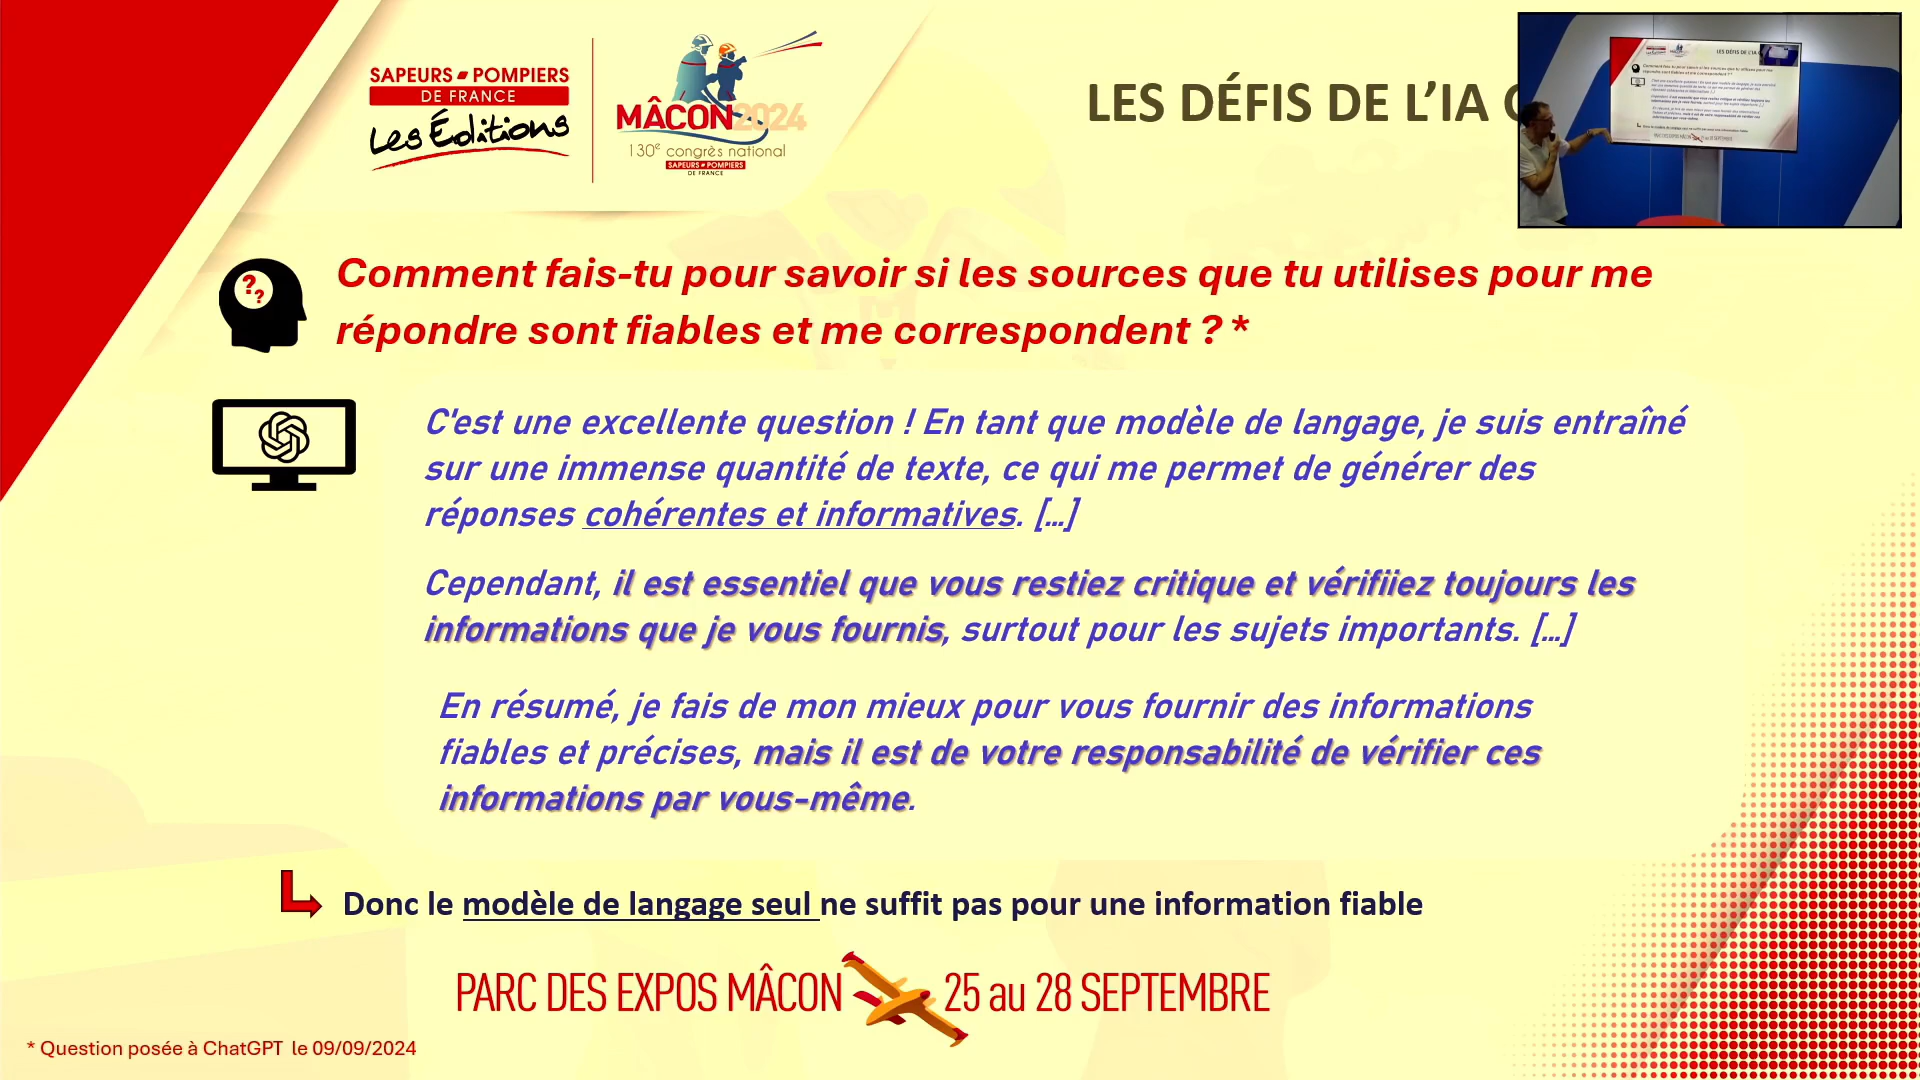 SAPEURS-POMPIERS
DE FRANCE
Les Éditions
MÂCON 2024
130e congrès national
SAPEURS-POMPIERS
DE FRANCE
LES DÉFIS DE L’IA
Comment fais-tu pour savoir si les sources que tu utilises pour me
répondre sont fiables et me correspondent ? *
??
C'est une excellente question ! En tant que modèle de langage, je suis entraîné
sur une immense quantité de texte, ce qui me permet de générer des
réponses cohérentes et informatives. [...]
Cependant, il est essentiel que vous restiez critique et vérifiiez toujours les
informations que je vous fournis, surtout pour les sujets importants. [...]
En résumé, je fais de mon mieux pour vous fournir des informations
fiables et précises, mais il est de votre responsabilité de vérifier ces
informations par vous-même.
Donc le modèle de langage seul ne suffit pas pour une information fiable
PARC DES EXPOS MÂCON 25 au 28 SEPTEMBRE
* Question posée à ChatGPT le 09/09/2024